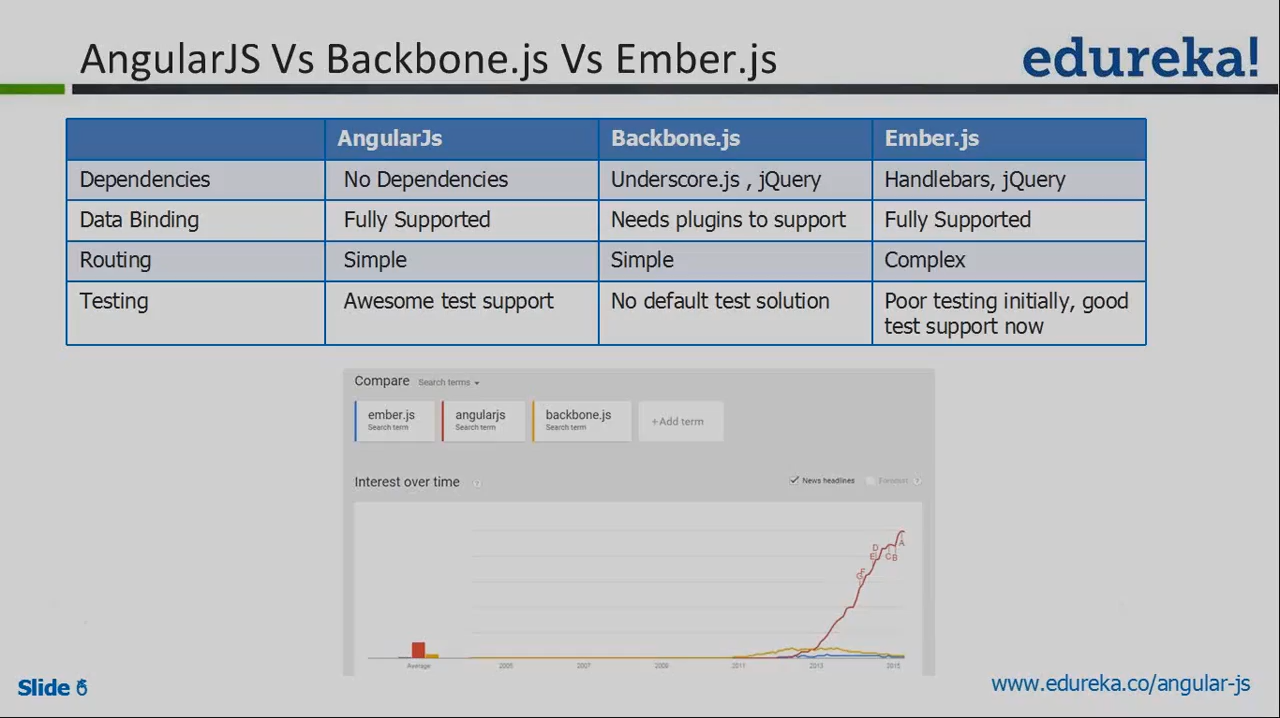 AngularJS Vs Backbone.js Vs Ember.js
edureka!
AngularJs Backbone.js Ember.js
Dependencies No Dependencies Underscore.js , jQuery Handlebars, jQuery
Data Binding Fully Supported Needs plugins to support Fully Supported
Routing Simple Simple Complex
Testing Awesome test support No default test solution Poor testing initially, good
test support now
Compare Search terms
ember.js angularjs backbone.js
Search term Search term Search term
+Add term
Interest over time ?
News headlines Forecast ?
D
E
C B
A
G F
Average 2005 2007 2009 2011 2013 2015
Slide
www.edureka.co/angular-js